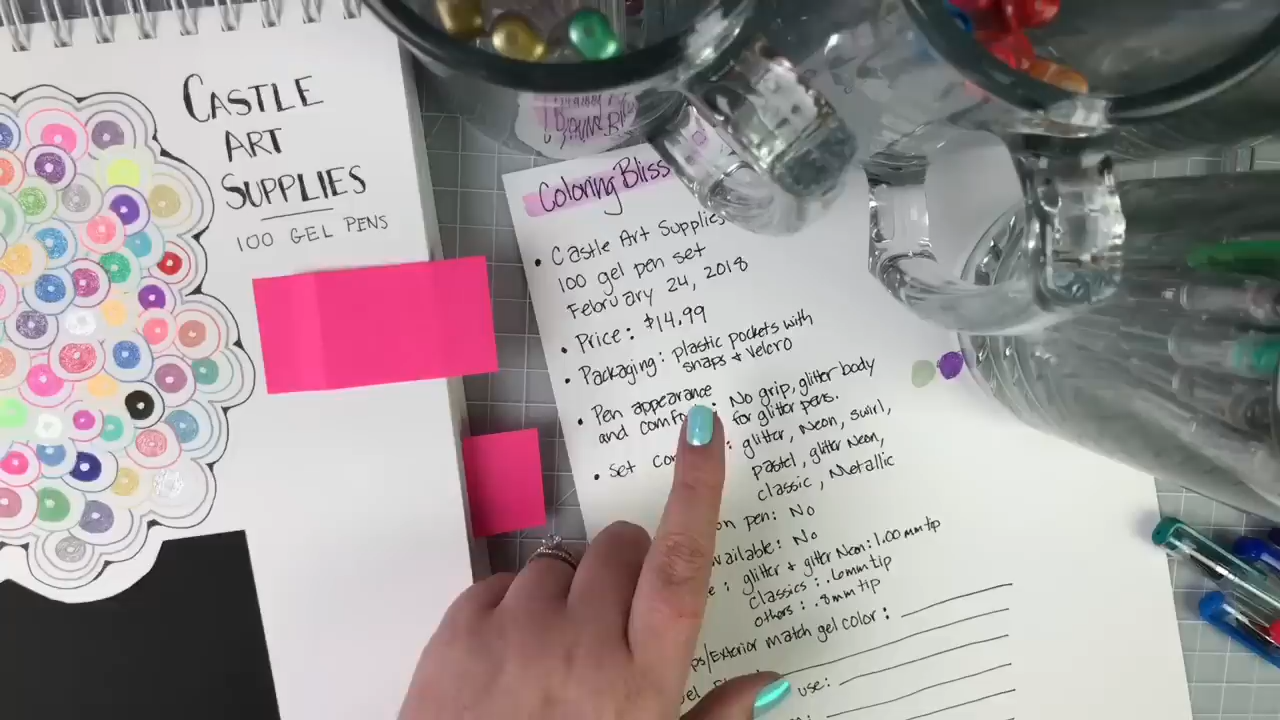 CASTLE
ART
SUPPLIES
100 GEL PENS
Coloring Bliss
• Castle Art Supplies
100 gel pen set
February 24, 2018
• Price: $14.99
• Packaging: plastic pockets with
snaps + velcro
• Pen appearance
and comfort: No grip, glitter body
for glitter pens.
• Set : glitter, Neon, swirl,
pastel, glitter Neon,
classic, Metallic
on pen: No
available: No
: glitter + glitter Neon: 1.00 mm tip
Classics: .6mm tip
others: .8mm tip
/Exterior match gel color:
use: